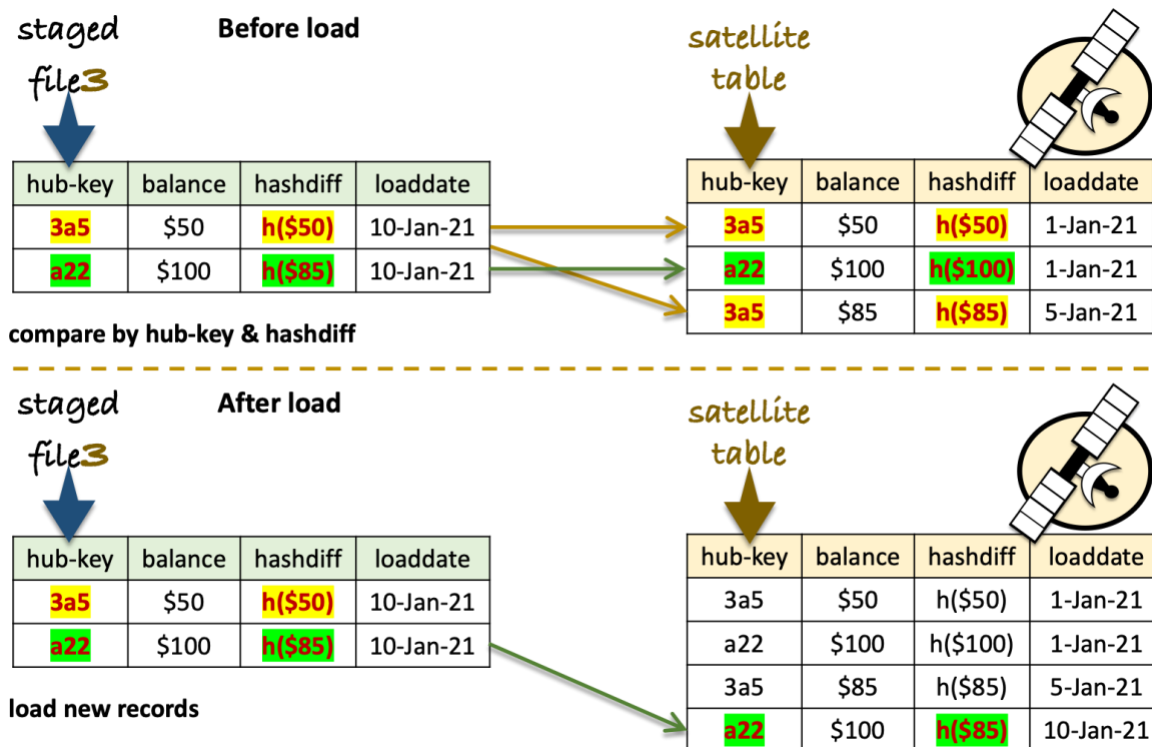 staged Before load satellite
file3 table
hub-key balance hashdiff loaddate
3a5 $50 h($50) 10-Jan-21
a22 $100 h($85) 10-Jan-21
compare by hub-key & hashdiff
hub-key balance hashdiff loaddate
3a5 $50 h($50) 1-Jan-21
a22 $100 h($100) 1-Jan-21
3a5 $85 h($85) 5-Jan-21
staged After load satellite
file3 table
hub-key balance hashdiff loaddate
3a5 $50 h($50) 10-Jan-21
a22 $100 h($85) 10-Jan-21
load new records
hub-key balance hashdiff loaddate
3a5 $50 h($50) 1-Jan-21
a22 $100 h($100) 1-Jan-21
3a5 $85 h($85) 5-Jan-21
a22 $100 h($85) 10-Jan-21